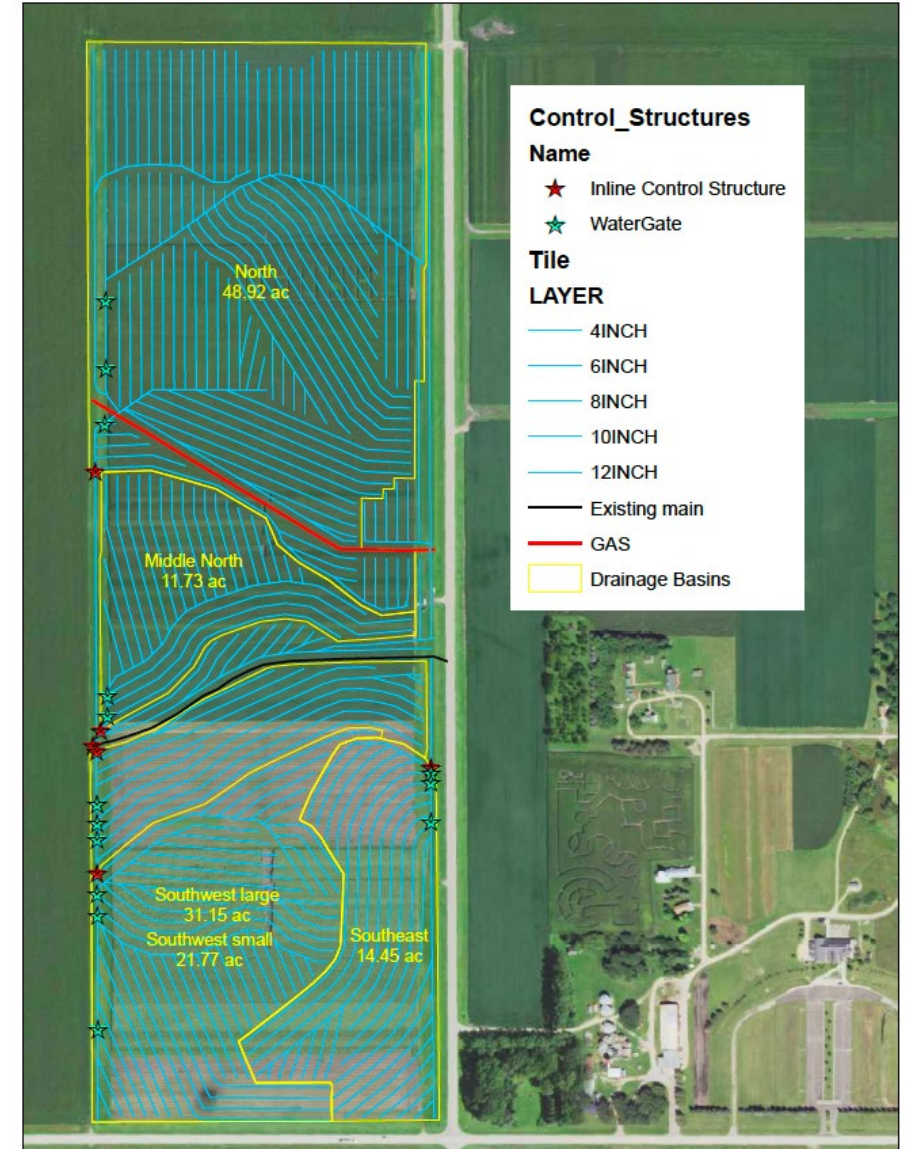 Control_Structures
Name
Inline Control Structure
WaterGate
Tile
LAYER
4INCH
6INCH
8INCH
10INCH
12INCH
Existing main
GAS
Drainage Basins
North
48.92 ac
Middle North
11.73 ac
Southwest large
31.15 ac
Southwest small
21.77 ac
Southeast
14.45 ac